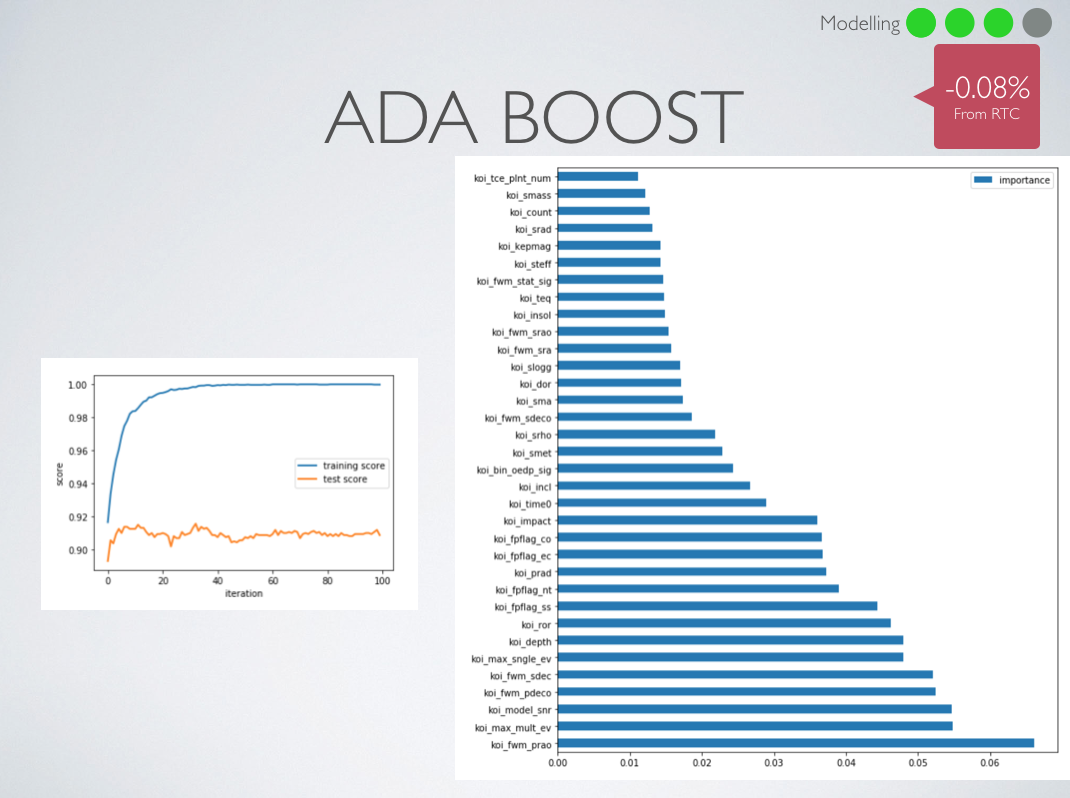 Modelling
-0.08%
From RTC
ADA BOOST
1.00
0.98
0.96
0.94
0.92
0.90
score
training score
test score
0
20
40
60
80
100
iteration
importance
koi_tce_plnt_num
koi_smass
koi_count
koi_srad
koi_kepmag
koi_steff
koi_fwm_stat_sig
koi_teq
koi_insol
koi_fwm_srao
koi_fwm_sra
koi_slogg
koi_dor
koi_sma
koi_fwm_sdeco
koi_srho
koi_smet
koi_bin_oedp_sig
koi_incl
koi_time0
koi_impact
koi_fpflag_co
koi_fpflag_ec
koi_prad
koi_fpflag_nt
koi_fpflag_ss
koi_ror
koi_depth
koi_max_sngle_ev
koi_fwm_sdec
koi_fwm_pdeco
koi_model_snr
koi_max_mult_ev
koi_fwm_prao
0.00
0.01
0.02
0.03
0.04
0.05
0.06